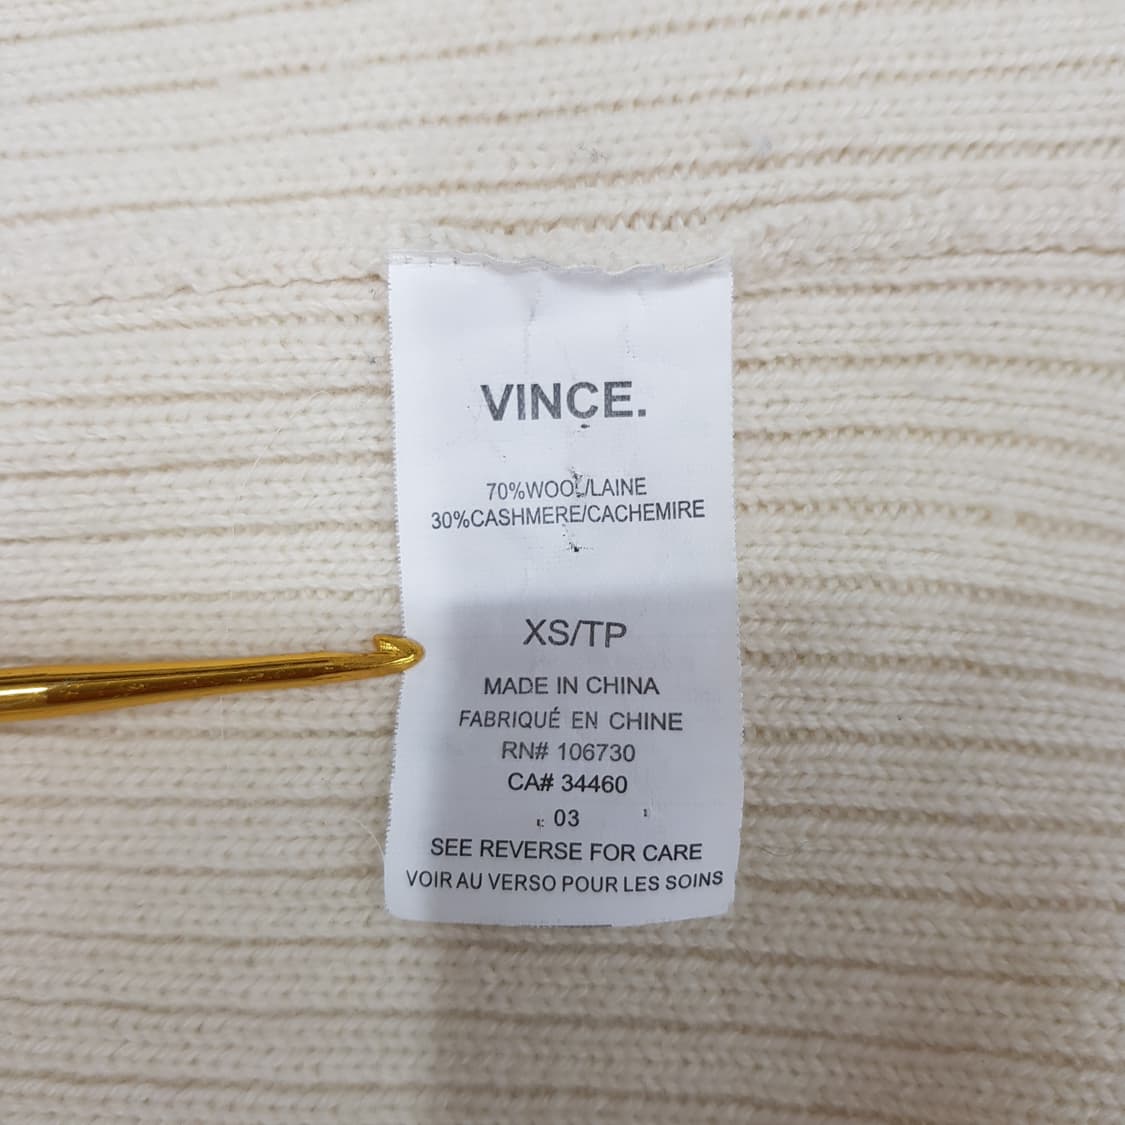 VINCE.
70%WOOL/LAINE
30%CASHMERE/CACHEMIRE
XS/TP
MADE IN CHINA
FABRIQUÉ EN CHINE
RN# 106730
CA# 34460
03
SEE REVERSE FOR CARE
VOIR AU VERSO POUR LES SOINS